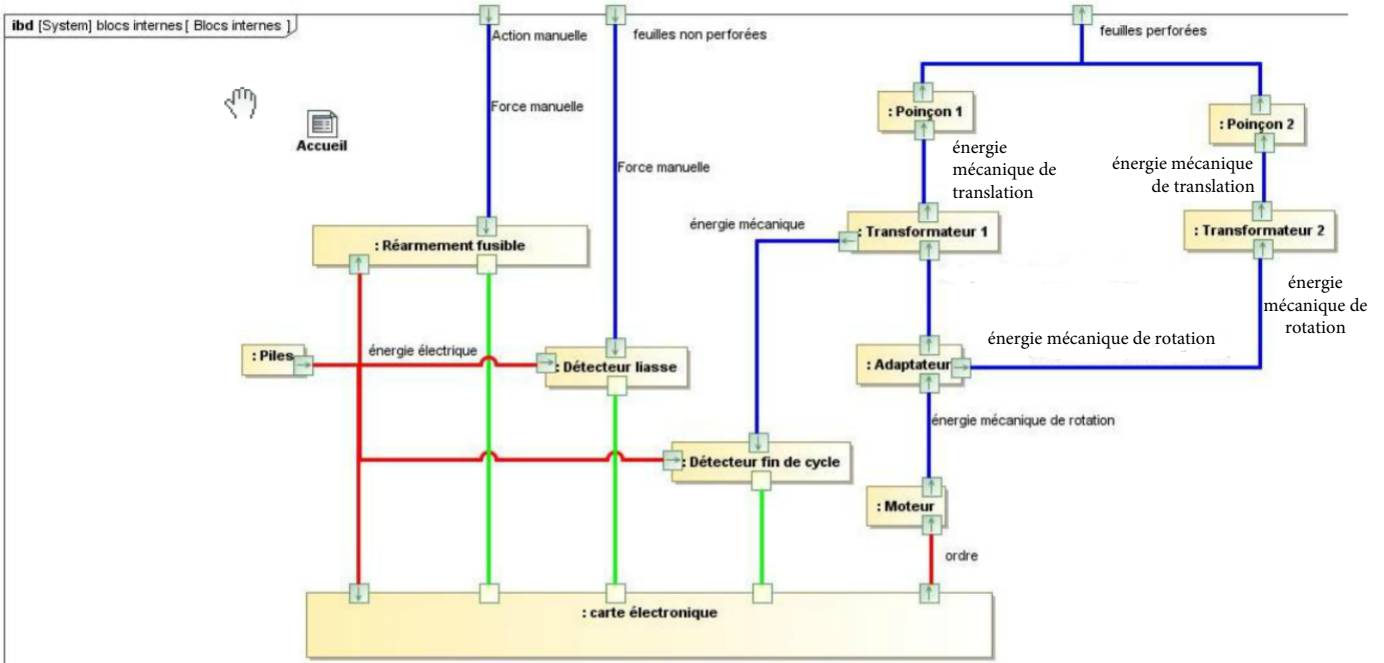 ibd [System] blocs internes [ Blocs internes ]
Action manuelle
feuilles non perforées
feuilles perforées
Force manuelle
Accueil
: Poinçon 1
: Poinçon 2
énergie
mécanique de
translation
énergie mécanique
de translation
Force manuelle
énergie mécanique
: Réarmement fusible
: Transformateur 1
: Transformateur 2
énergie
mécanique de
rotation
: Piles
énergie électrique
: Détecteur liasse
énergie mécanique de rotation
: Adaptateur
énergie mécanique de rotation
: Détecteur fin de cycle
: Moteur
ordre
: carte électronique